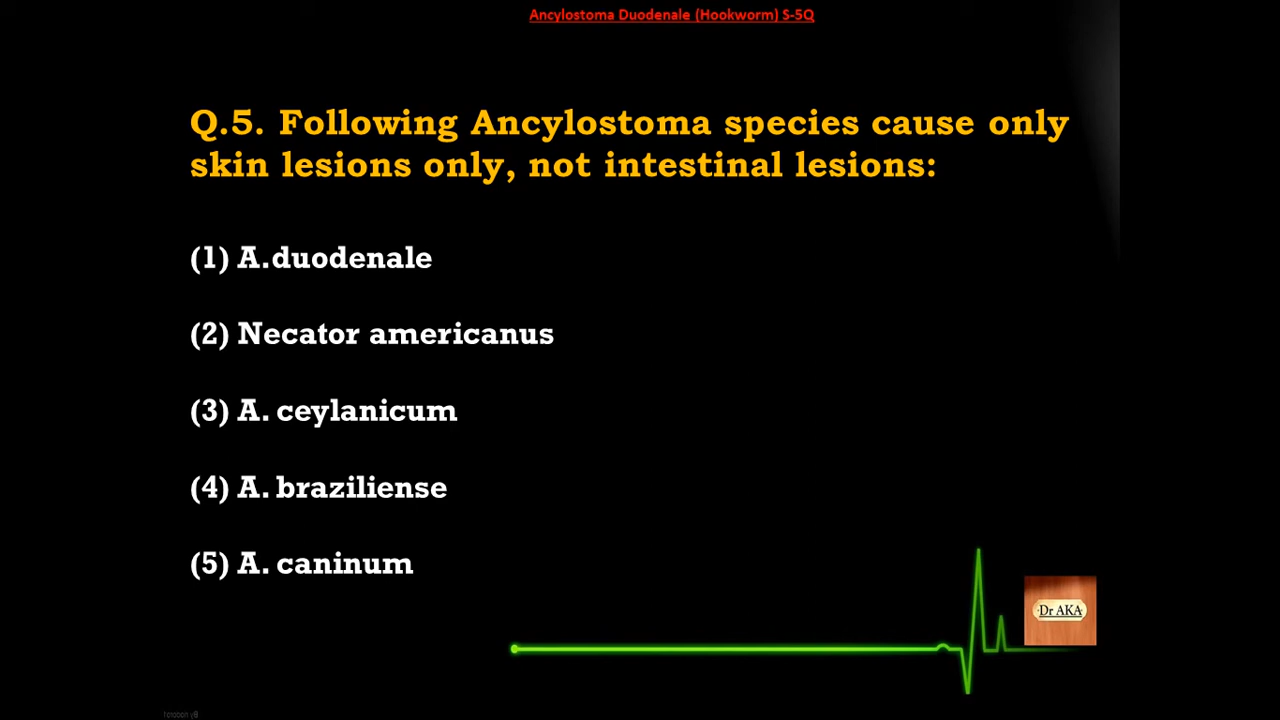 Ancylostoma Duodenale (Hookworm) S-5Q
Q.5. Following Ancylostoma species cause only
skin lesions only, not intestinal lesions:
(1) A.duodenale
(2) Necator americanus
(3) A. ceylanicum
(4) A. braziliense
(5) A. caninum
Dr AKA